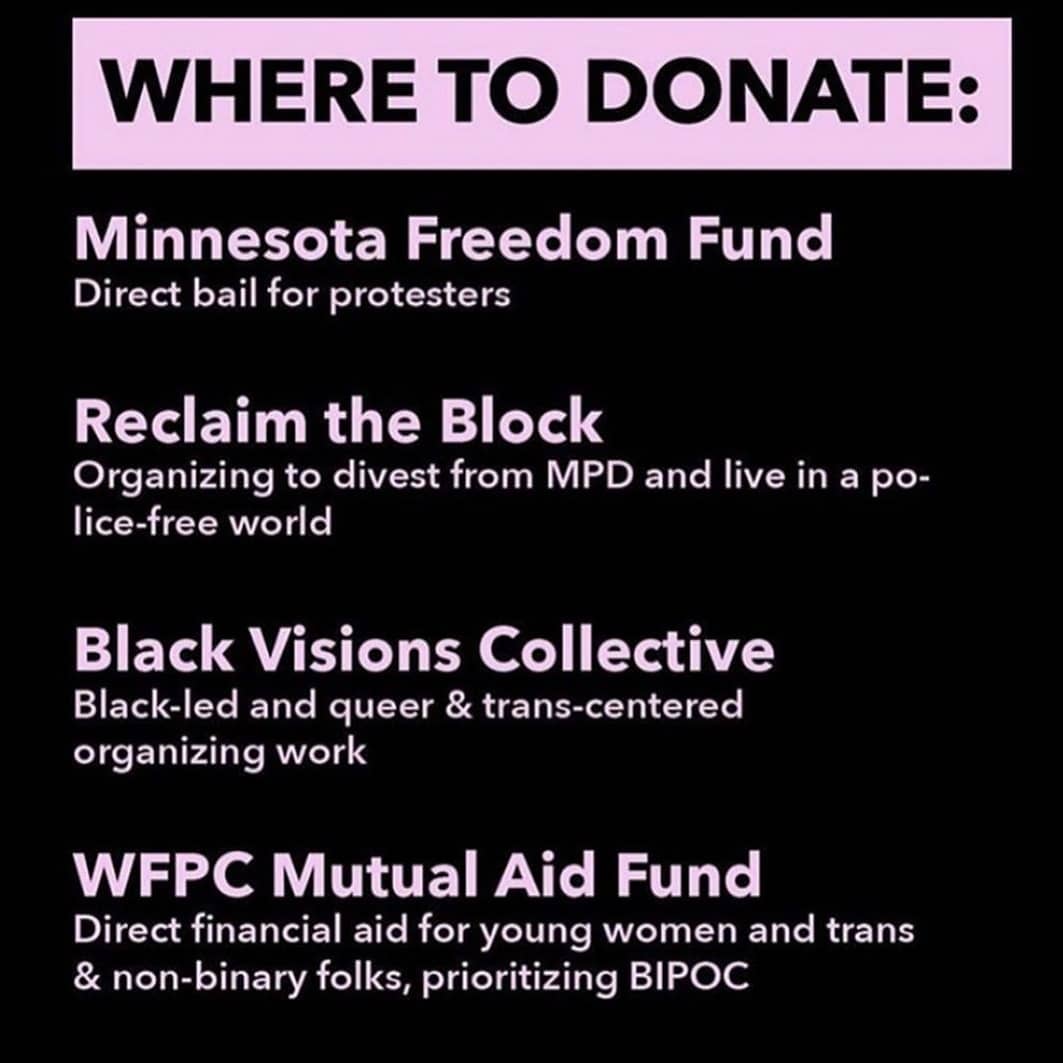 WHERE TO DONATE:
Minnesota Freedom Fund
Direct bail for protesters
Reclaim the Block
Organizing to divest from MPD and live in a po-
lice-free world
Black Visions Collective
Black-led and queer & trans-centered
organizing work
WFPC Mutual Aid Fund
Direct financial aid for young women and trans
& non-binary folks, prioritizing BIPOC